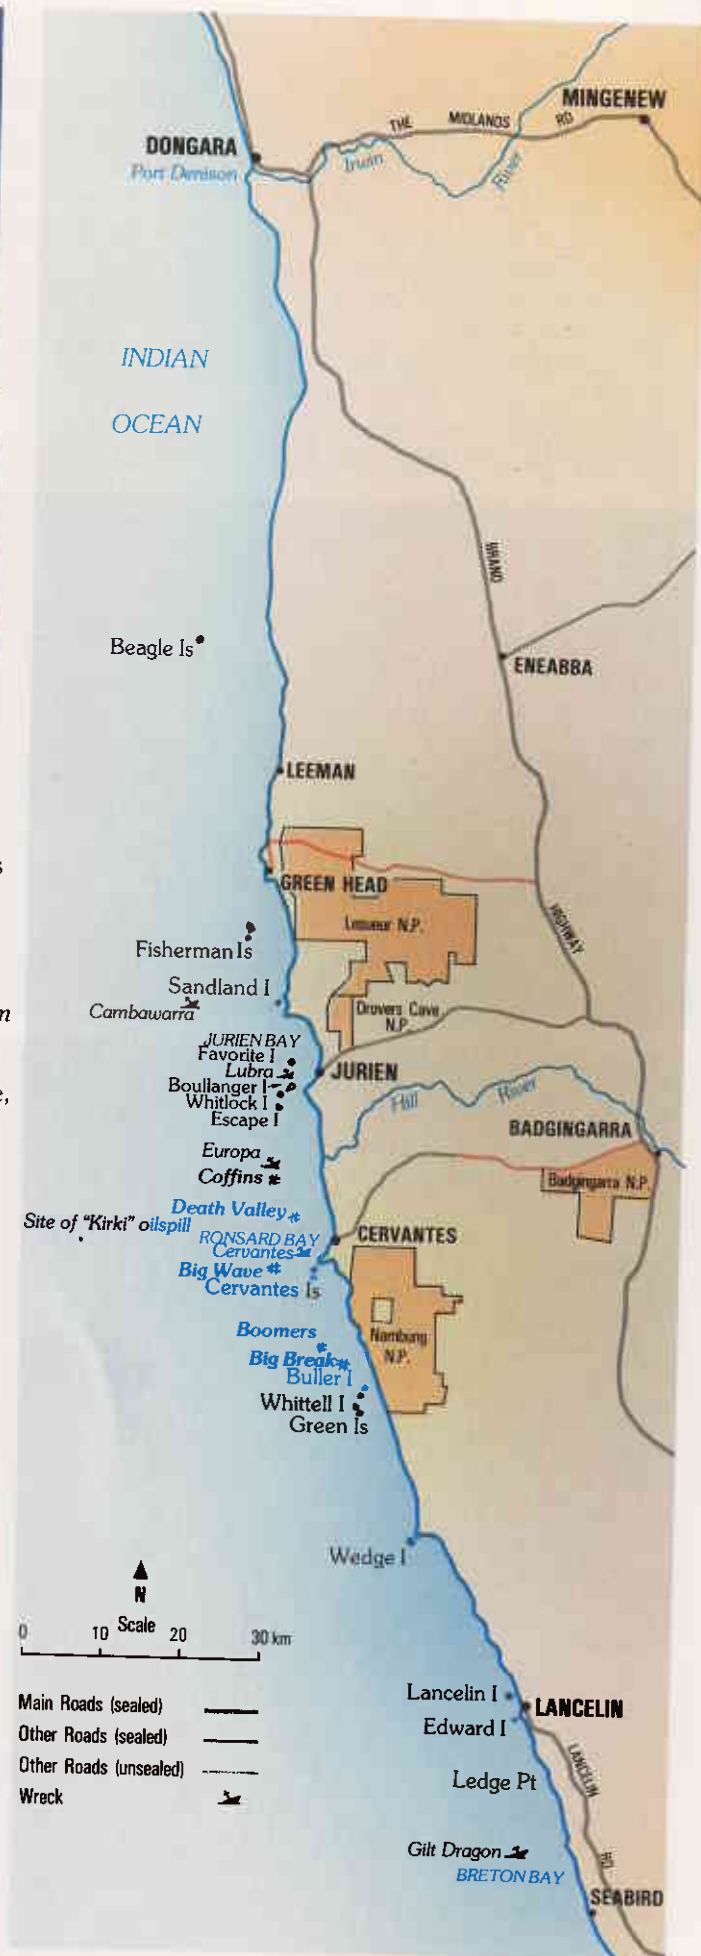 MINGENEW
THE MIDLANDS RD
DONGARA
Port Denison
Irwin River
INDIAN
OCEAN
BRAND
Beagle Is
ENEABBA
LEEMAN
s
GREEN HEAD
Lesueur N.P.
HIGHWAY
Fisherman Is
Sandland I
Cambawarra
Drovers Cave
N.P.
JURIEN BAY
Favorite I
Lubra
JURIEN
Boullanger I
Whitlock I
Escape I
Hill River
BADGINGARRA
Europa
Coffins
Badgingarra N.P.
Death Valley
Site of "Kirki" oilspill
RONSARD BAY
CERVANTES
Cervantes
Big Wave
Cervantes Is
Boomers
Nambung
N.P.
Big Break
Buller I
Whittell I
Green Is
Wedge I
N
Scale
0 10 20 30 km
Main Roads (sealed)
Other Roads (sealed)
Other Roads (unsealed)
Wreck
Lancelin I
LANCELIN
Edward I
LANCELIN RD
Ledge Pt
Gilt Dragon
BRETON BAY
SEABIRD